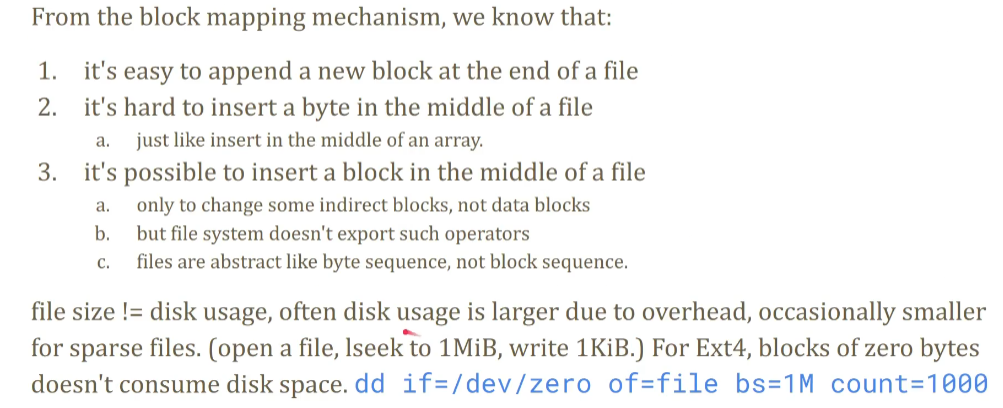 From the block mapping mechanism, we know that:
1. it's easy to append a new block at the end of a file
2. it's hard to insert a byte in the middle of a file
a. just like insert in the middle of an array.
3. it's possible to insert a block in the middle of a file
a. only to change some indirect blocks, not data blocks
b. but file system doesn't export such operators
c. files are abstract like byte sequence, not block sequence.
file size != disk usage, often disk usage is larger due to overhead, occasionally smaller
for sparse files. (open a file, lseek to 1MiB, write 1KiB.) For Ext4, blocks of zero bytes
doesn't consume disk space. dd if=/dev/zero of=file bs=1M count=1000